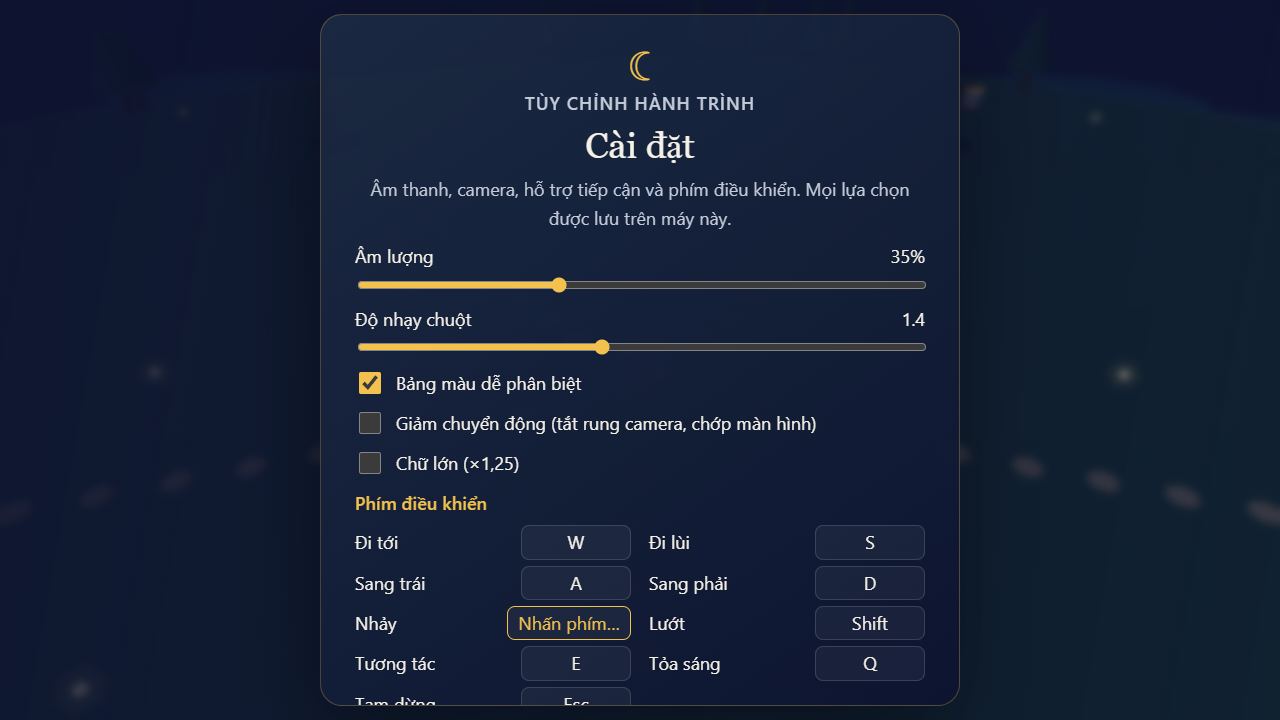 TÙY CHỈNH HÀNH TRÌNH
Cài đặt
Âm thanh, camera, hỗ trợ tiếp cận và phím điều khiển. Mọi lựa chọn
được lưu trên máy này.
Âm lượng 35%
Độ nhạy chuột 1.4
Bảng màu dễ phân biệt
Giảm chuyển động (tắt rung camera, chớp màn hình)
Chữ lớn (×1,25)
Phím điều khiển
Đi tới W Đi lùi S
Sang trái A Sang phải D
Nhảy Nhấn phím... Lướt Shift
Tương tác E Tỏa sáng Q
Tạm dừng Esc